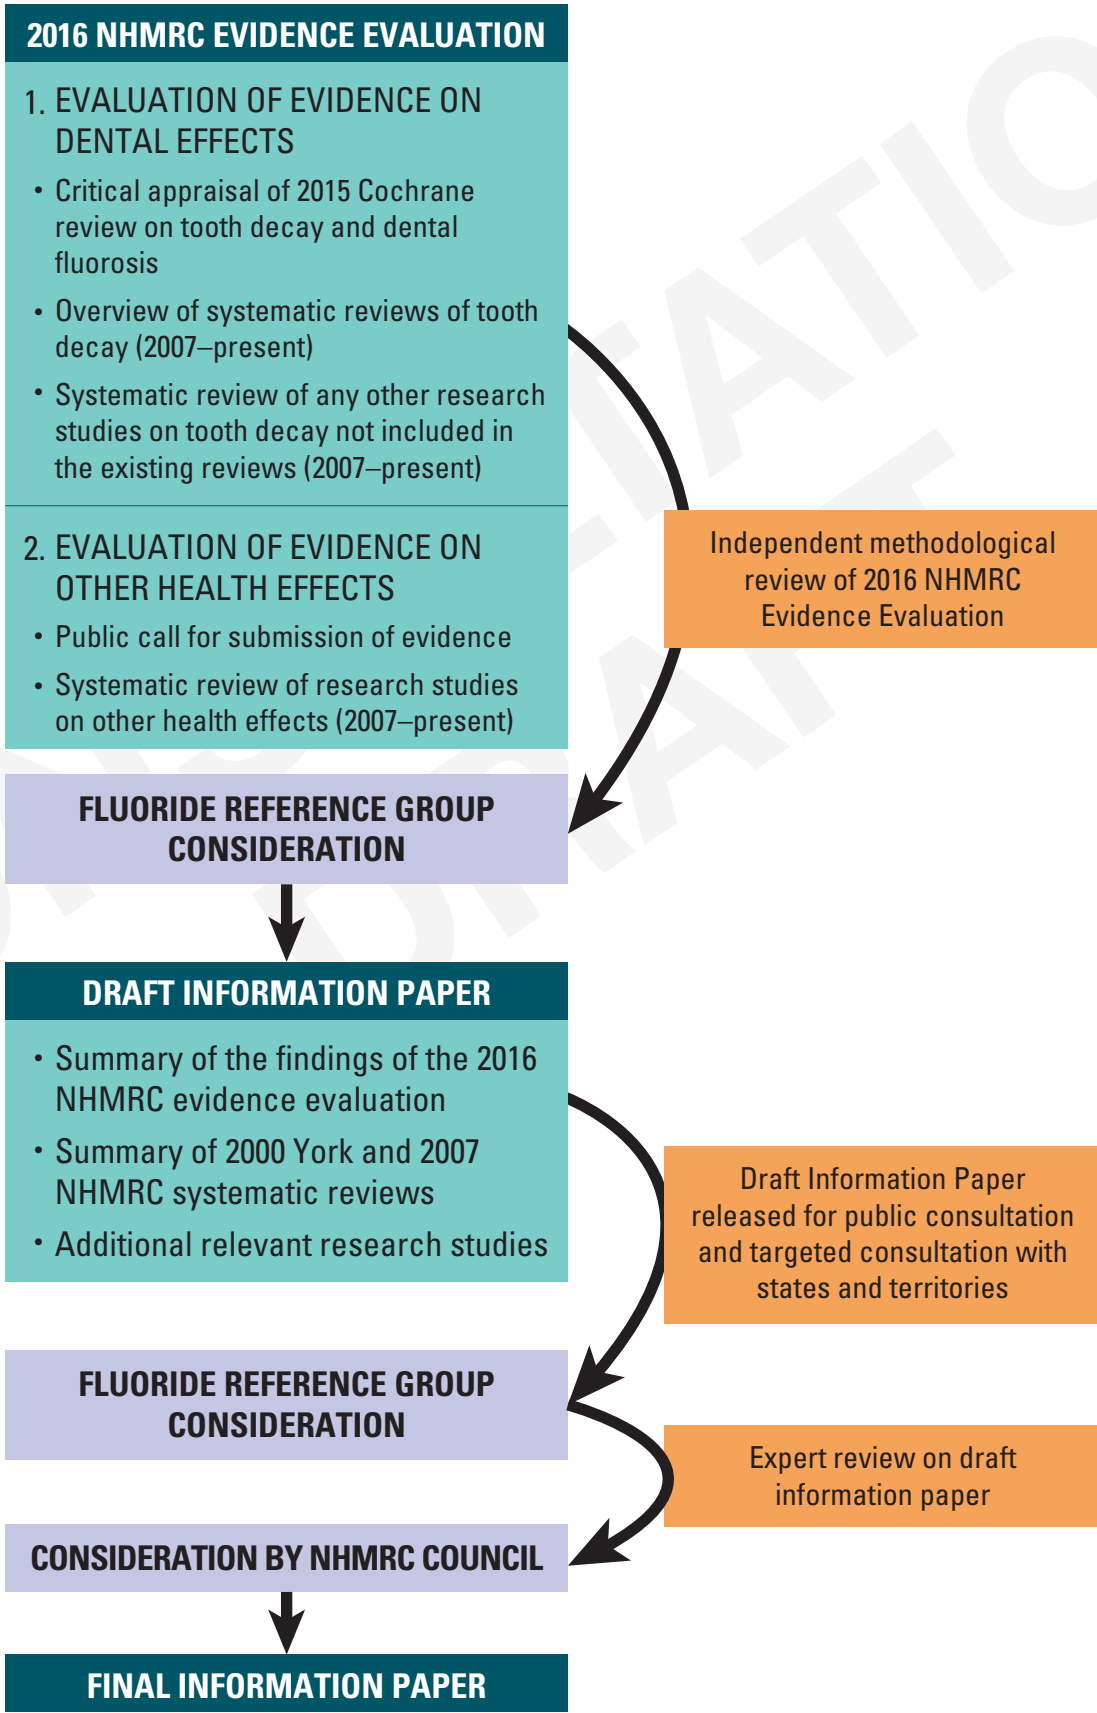 2016 NHMRC EVIDENCE EVALUATION
1. EVALUATION OF EVIDENCE ON
DENTAL EFFECTS
• Critical appraisal of 2015 Cochrane
review on tooth decay and dental
fluorosis
• Overview of systematic reviews of tooth
decay (2007–present)
• Systematic review of any other research
studies on tooth decay not included in
the existing reviews (2007–present)
2. EVALUATION OF EVIDENCE ON
OTHER HEALTH EFFECTS
• Public call for submission of evidence
• Systematic review of research studies
on other health effects (2007–present)
Independent methodological
review of 2016 NHMRC
Evidence Evaluation
FLUORIDE REFERENCE GROUP
CONSIDERATION
DRAFT INFORMATION PAPER
• Summary of the findings of the 2016
NHMRC evidence evaluation
• Summary of 2000 York and 2007
NHMRC systematic reviews
• Additional relevant research studies
Draft Information Paper
released for public consultation
and targeted consultation with
states and territories
FLUORIDE REFERENCE GROUP
CONSIDERATION
Expert review on draft
information paper
CONSIDERATION BY NHMRC COUNCIL
FINAL INFORMATION PAPER
DRAFT